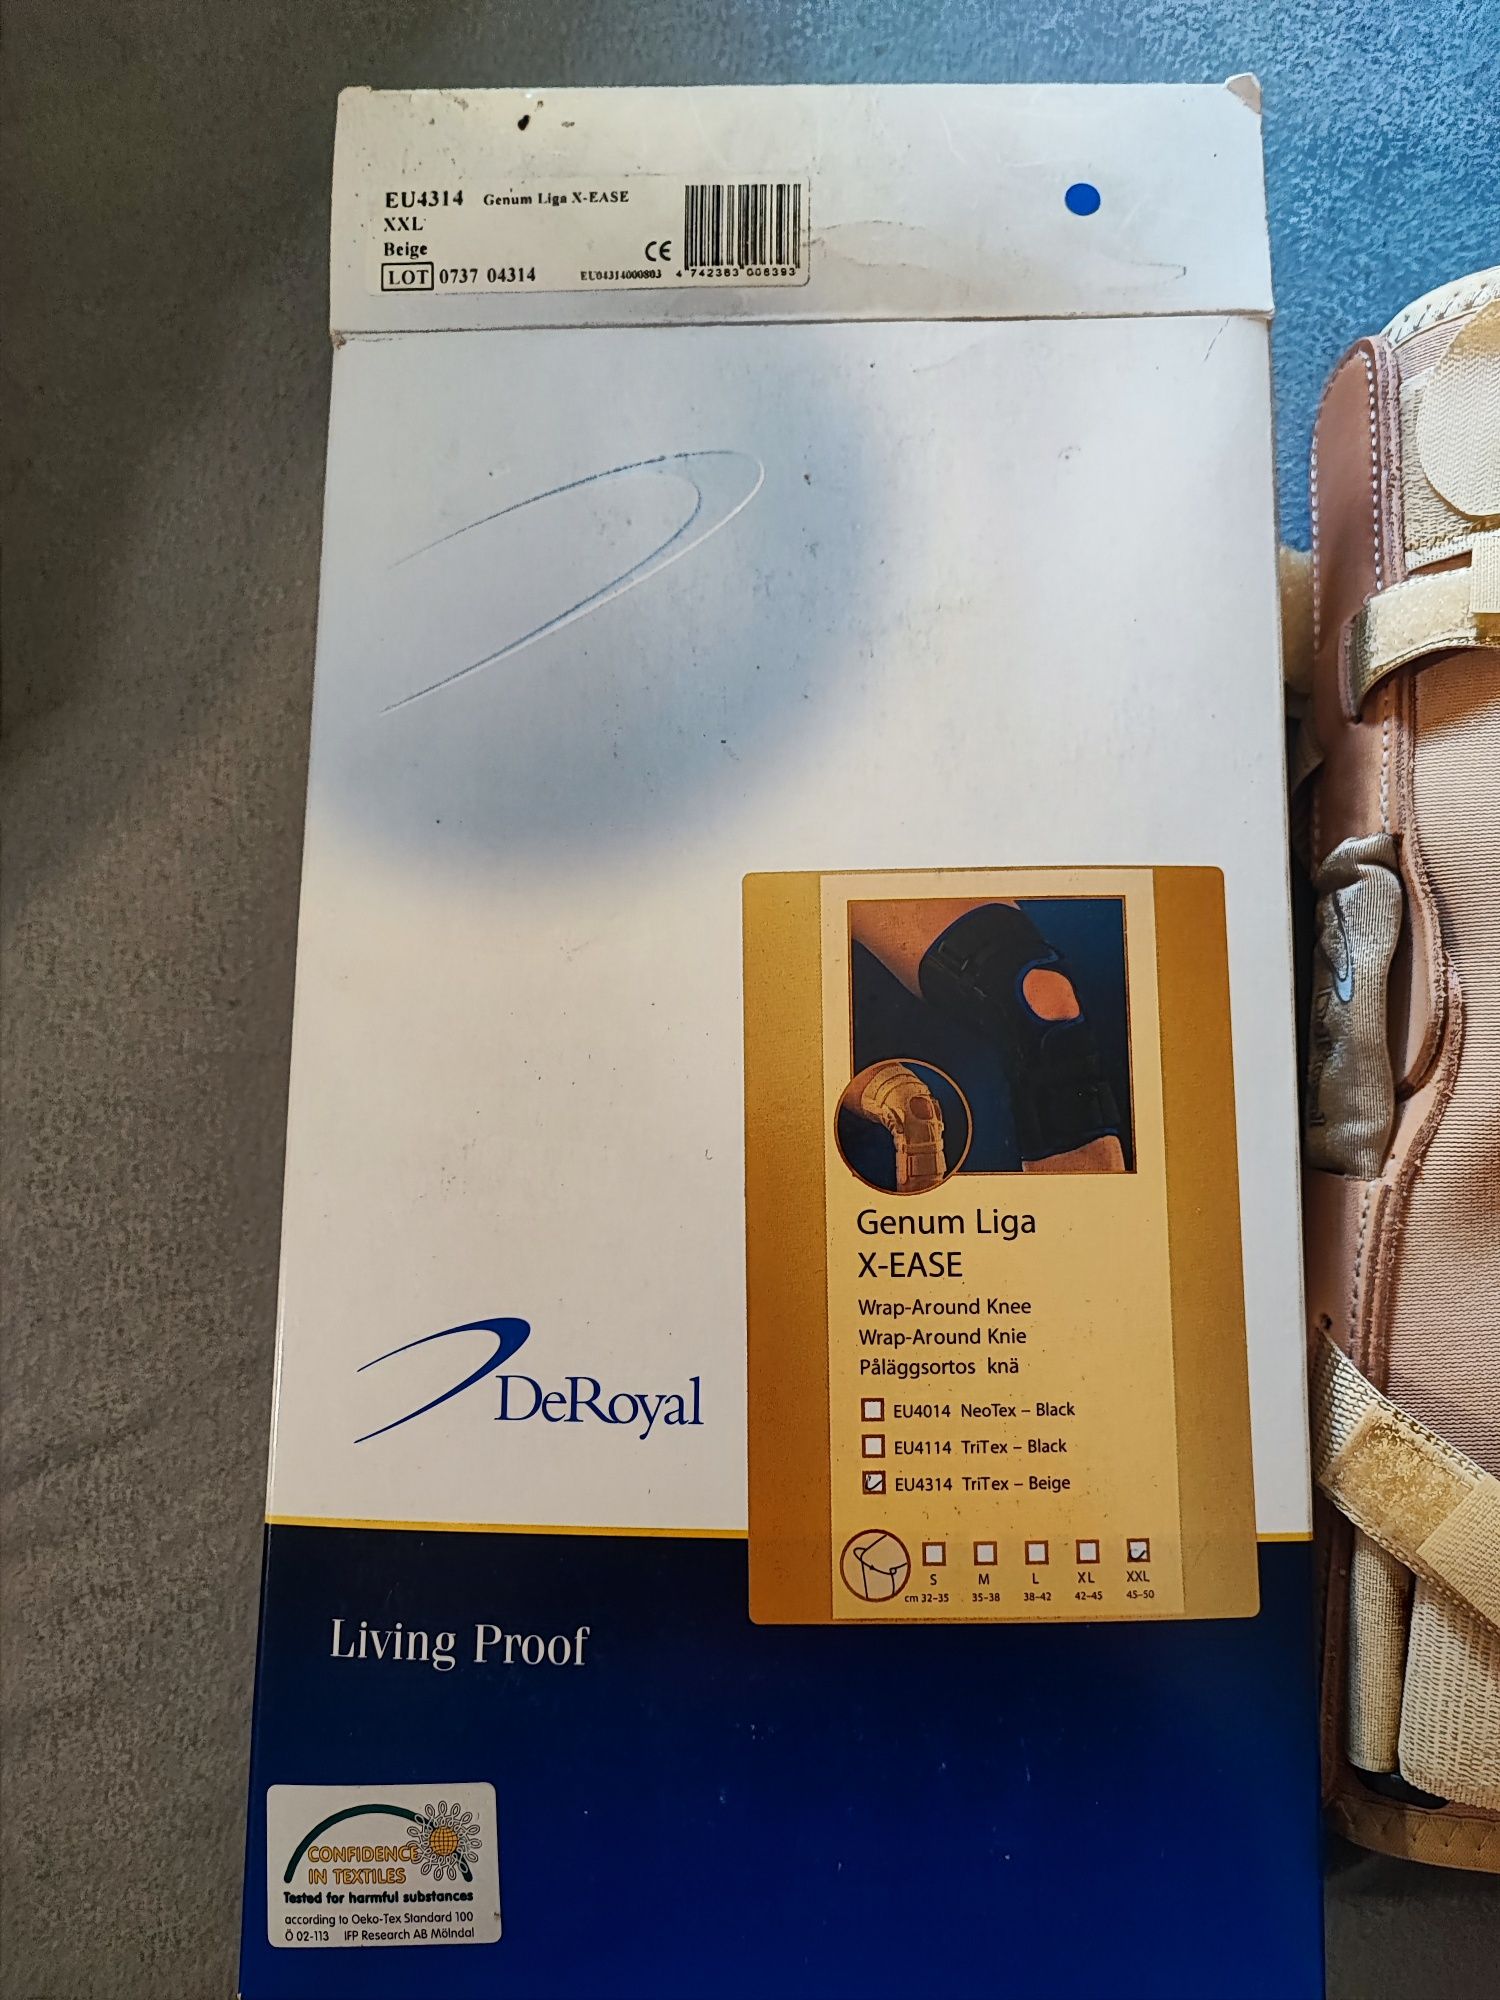 EU4314 Genum Liga X-EASE
XXL
Beige
CE
LOT 0737 04314
EU04314000803 4 742383 006393
Genum Liga
X-EASE
Wrap-Around Knee
Wrap-Around Knie
Påläggsortos knä
EU4014 NeoTex – Black
EU4114 TriTex – Black
EU4314 TriTex – Beige
S M L XL XXL
cm 32–35 35–38 38–42 42–45 45–50
DeRoyal
Living Proof
CONFIDENCE
IN TEXTILES
Tested for harmful substances
according to Oeko-Tex Standard 100
Ö 02-113 IFP Research AB Mölndal